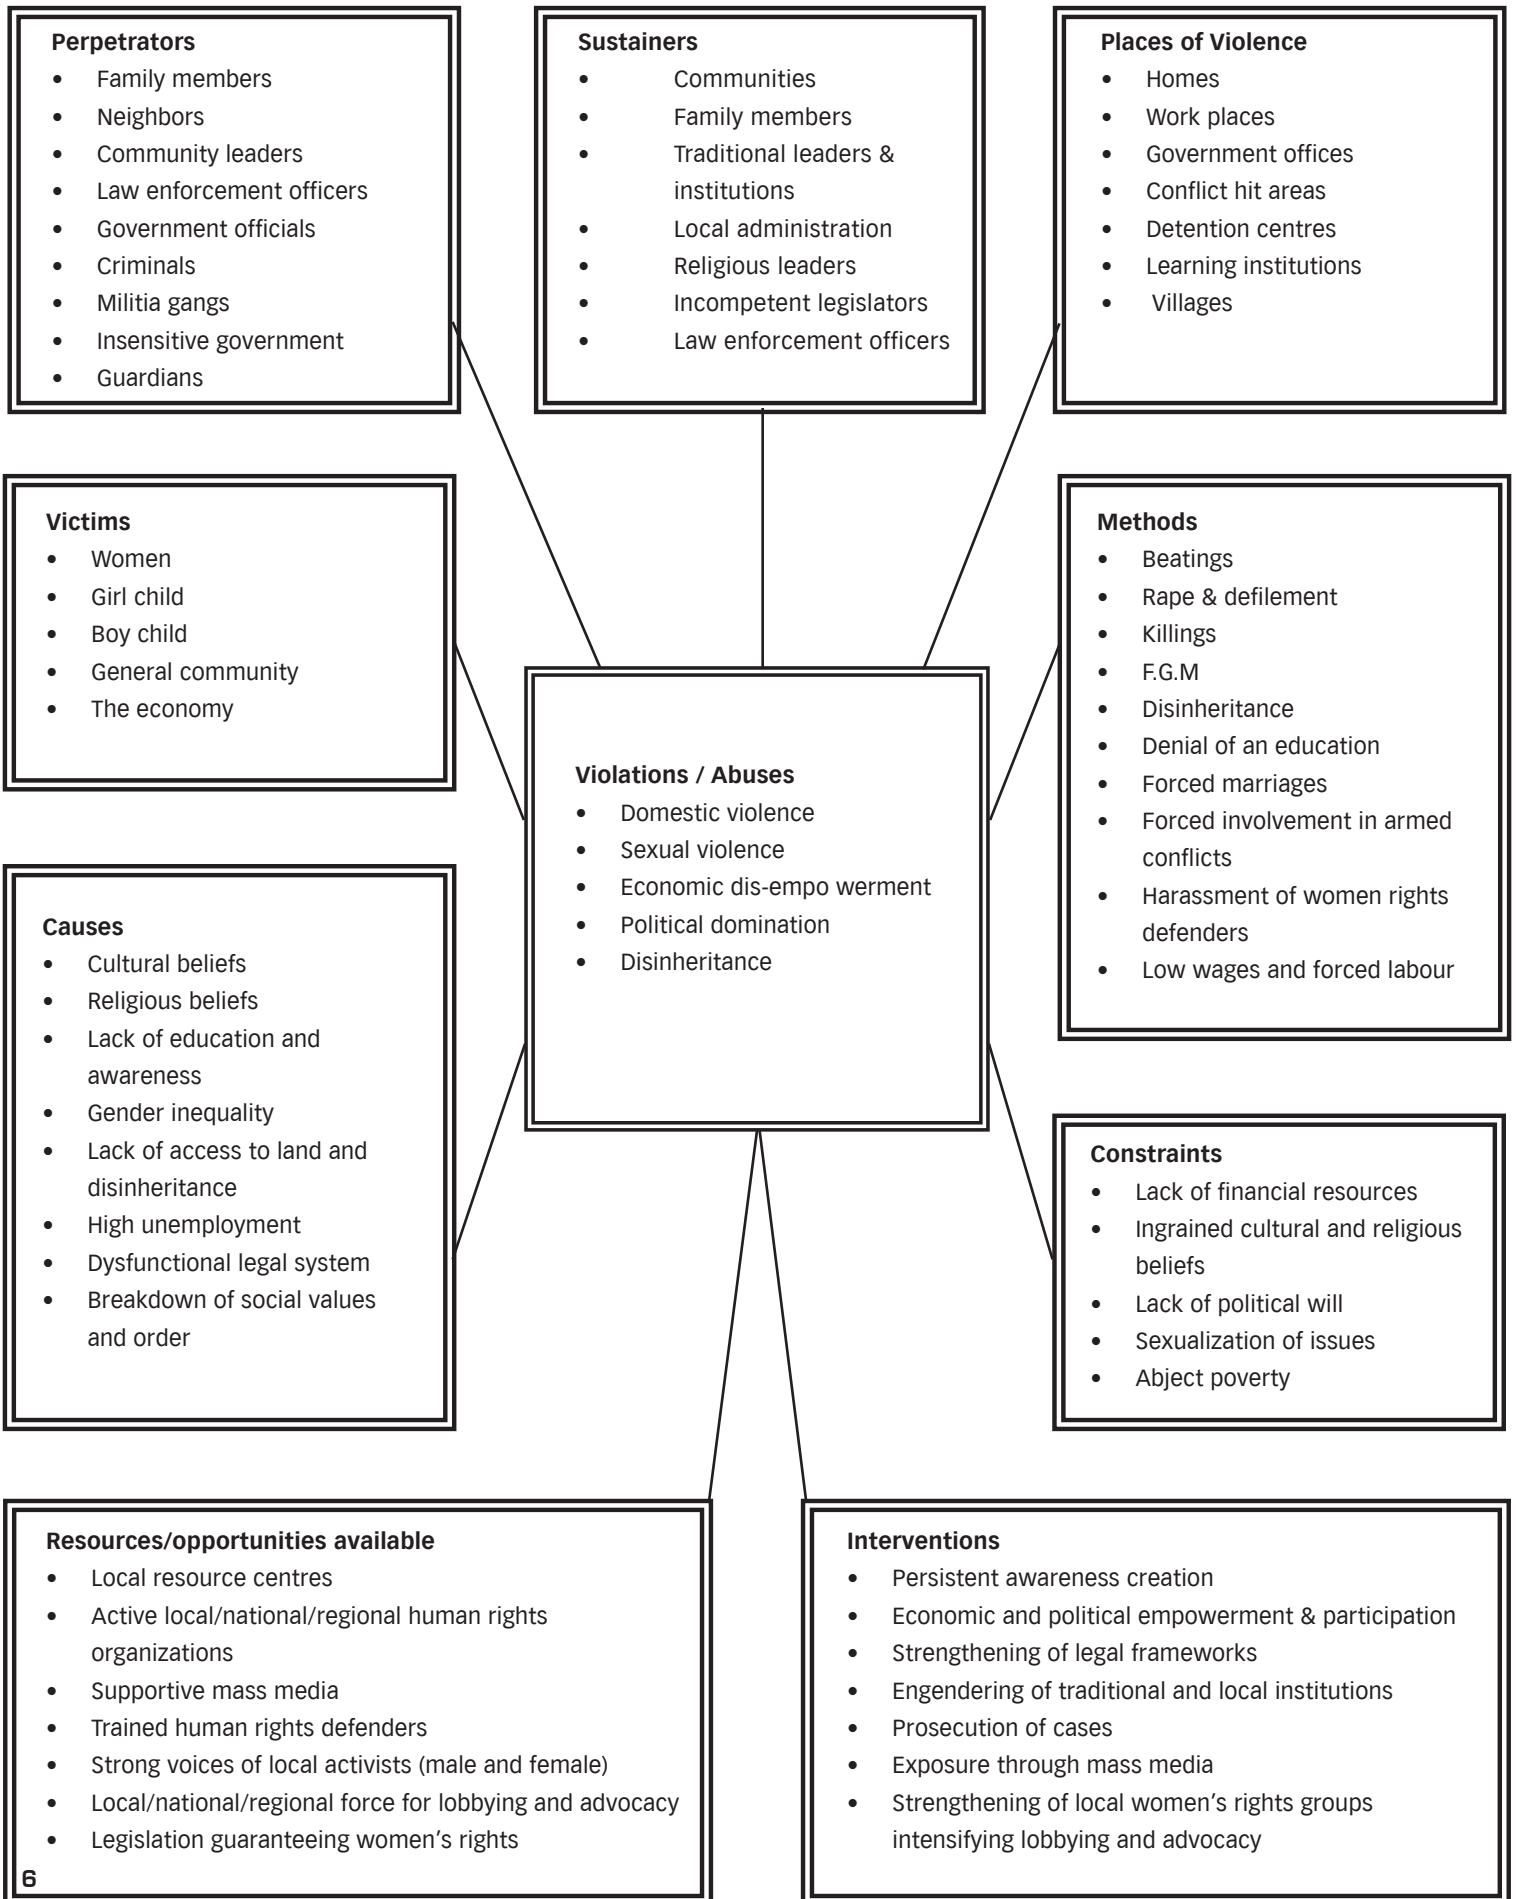 Perpetrators
• Family members
• Neighbors
• Community leaders
• Law enforcement officers
• Government officials
• Criminals
• Militia gangs
• Insensitive government
• Guardians
Sustainers
• Communities
• Family members
• Traditional leaders &
institutions
• Local administration
• Religious leaders
• Incompetent legislators
• Law enforcement officers
Places of Violence
• Homes
• Work places
• Government offices
• Conflict hit areas
• Detention centres
• Learning institutions
• Villages
Victims
• Women
• Girl child
• Boy child
• General community
• The economy
Violations / Abuses
• Domestic violence
• Sexual violence
• Economic dis-empo werment
• Political domination
• Disinheritance
Methods
• Beatings
• Rape & defilement
• Killings
• F.G.M
• Disinheritance
• Denial of an education
• Forced marriages
• Forced involvement in armed
conflicts
• Harassment of women rights
defenders
• Low wages and forced labour
Causes
• Cultural beliefs
• Religious beliefs
• Lack of education and
awareness
• Gender inequality
• Lack of access to land and
disinheritance
• High unemployment
• Dysfunctional legal system
• Breakdown of social values
and order
Constraints
• Lack of financial resources
• Ingrained cultural and religious
beliefs
• Lack of political will
• Sexualization of issues
• Abject poverty
Resources/opportunities available
• Local resource centres
• Active local/national/regional human rights
organizations
• Supportive mass media
• Trained human rights defenders
• Strong voices of local activists (male and female)
• Local/national/regional force for lobbying and advocacy
• Legislation guaranteeing women's rights
Interventions
• Persistent awareness creation
• Economic and political empowerment & participation
• Strengthening of legal frameworks
• Engendering of traditional and local institutions
• Prosecution of cases
• Exposure through mass media
• Strengthening of local women's rights groups
intensifying lobbying and advocacy
6